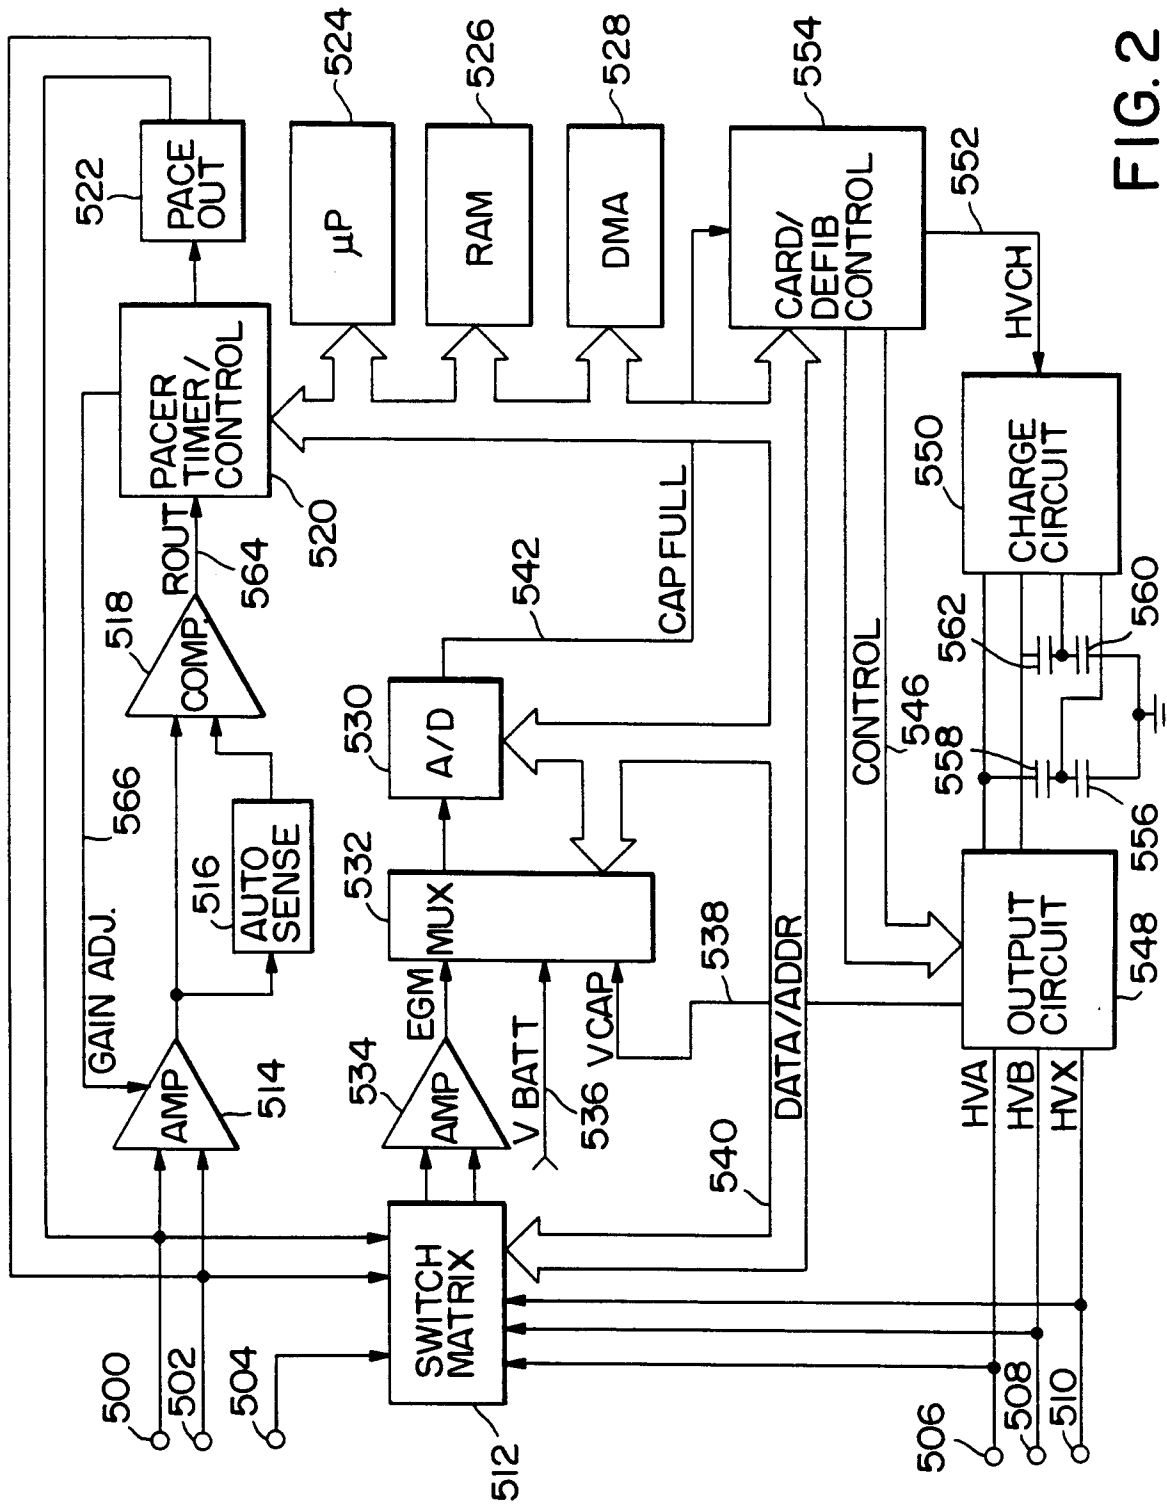 522
PACE
OUT
524
µP
526
RAM
528
DMA
554
CARD/
DEFIB
CONTROL
552
HVCH
PACER
TIMER/
CONTROL
520
ROUT
564
518
COMP.
566
GAIN ADJ.
516
AUTO
SENSE
AMP
514
542
CAP FULL
530
A/D
532
MUX
EGM
534
AMP
V BATT
536
VCAP
538
540
DATA/ADDR
CONTROL
546
550
CHARGE
CIRCUIT
562
560
558
556
OUTPUT
CIRCUIT
548
HVA
HVB
HVX
SWITCH
MATRIX
512
500
502
504
506
508
510
FIG. 2